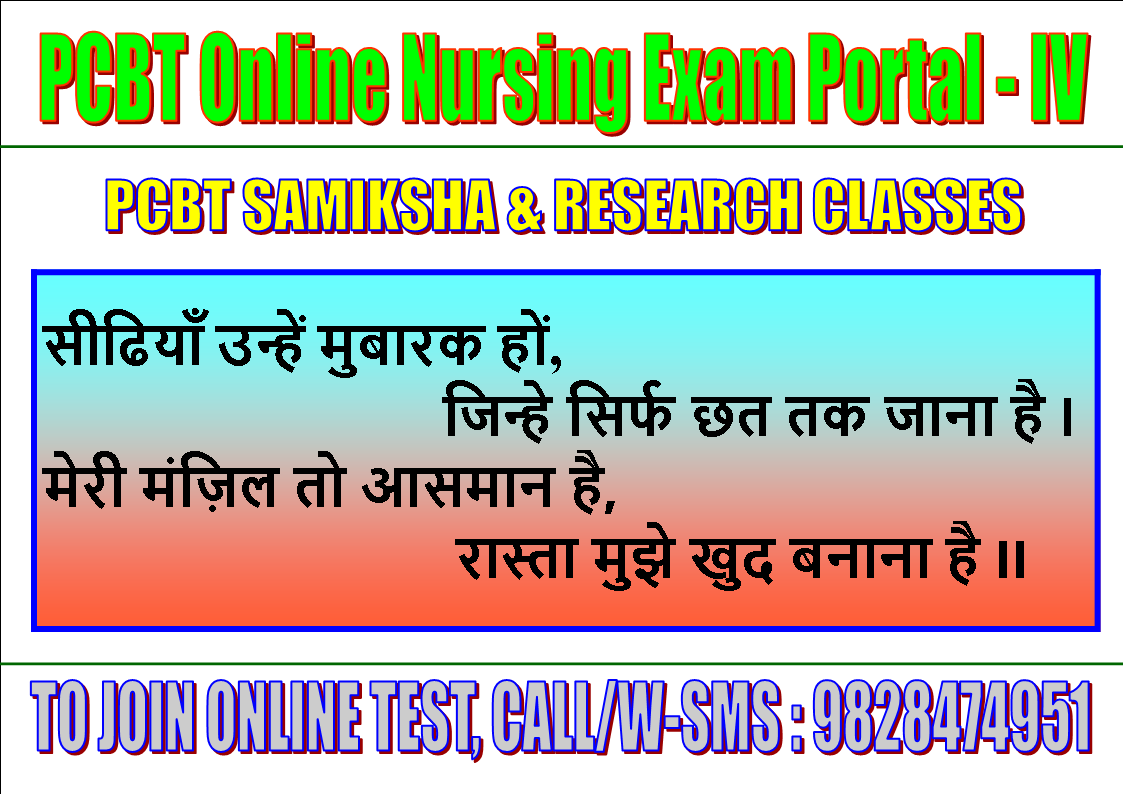 PCBT Online Nursing Exam Portal - IV
PCBT SAMIKSHA & RESEARCH CLASSES
सीढियाँ उन्हें मुबारक हों,
जिन्हे सिर्फ छत तक जाना है ।
मेरी मंज़िल तो आसमान है,
रास्ता मुझे खुद बनाना है ॥
TO JOIN ONLINE TEST, CALL/W-SMS : 9828474951